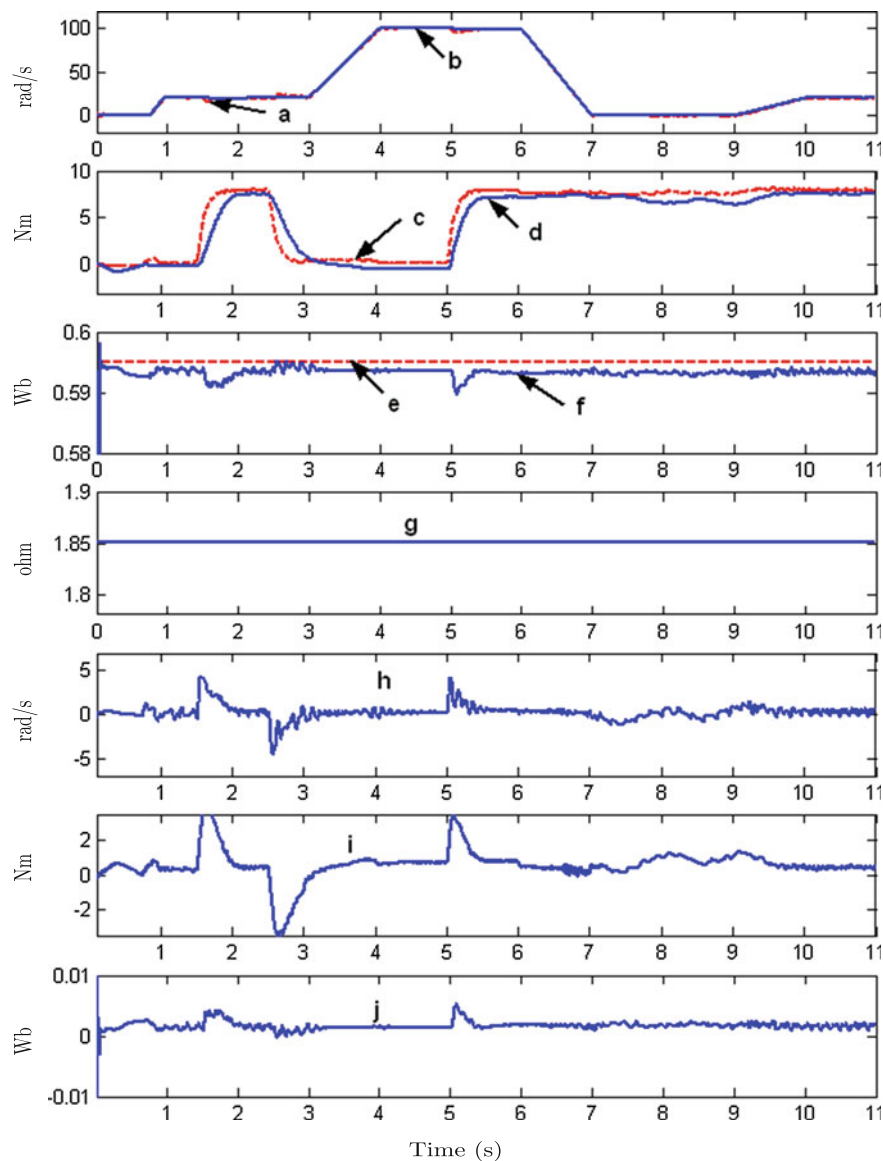 100
50
0
rad/s
a
b
0 1 2 3 4 5 6 7 8 9 10 11
10
5
0
Nm
c
d
1 2 3 4 5 6 7 8 9 10 11
0.6
0.59
0.58
Wb
e
f
0 1 2 3 4 5 6 7 8 9 10 11
1.9
1.85
1.8
ohm
g
0 1 2 3 4 5 6 7 8 9 10 11
5
0
-5
rad/s
h
1 2 3 4 5 6 7 8 9 10 11
2
0
-2
Nm
i
1 2 3 4 5 6 7 8 9 10 11
0.01
0
-0.01
Wb
j
1 2 3 4 5 6 7 8 9 10 11
Time (s)